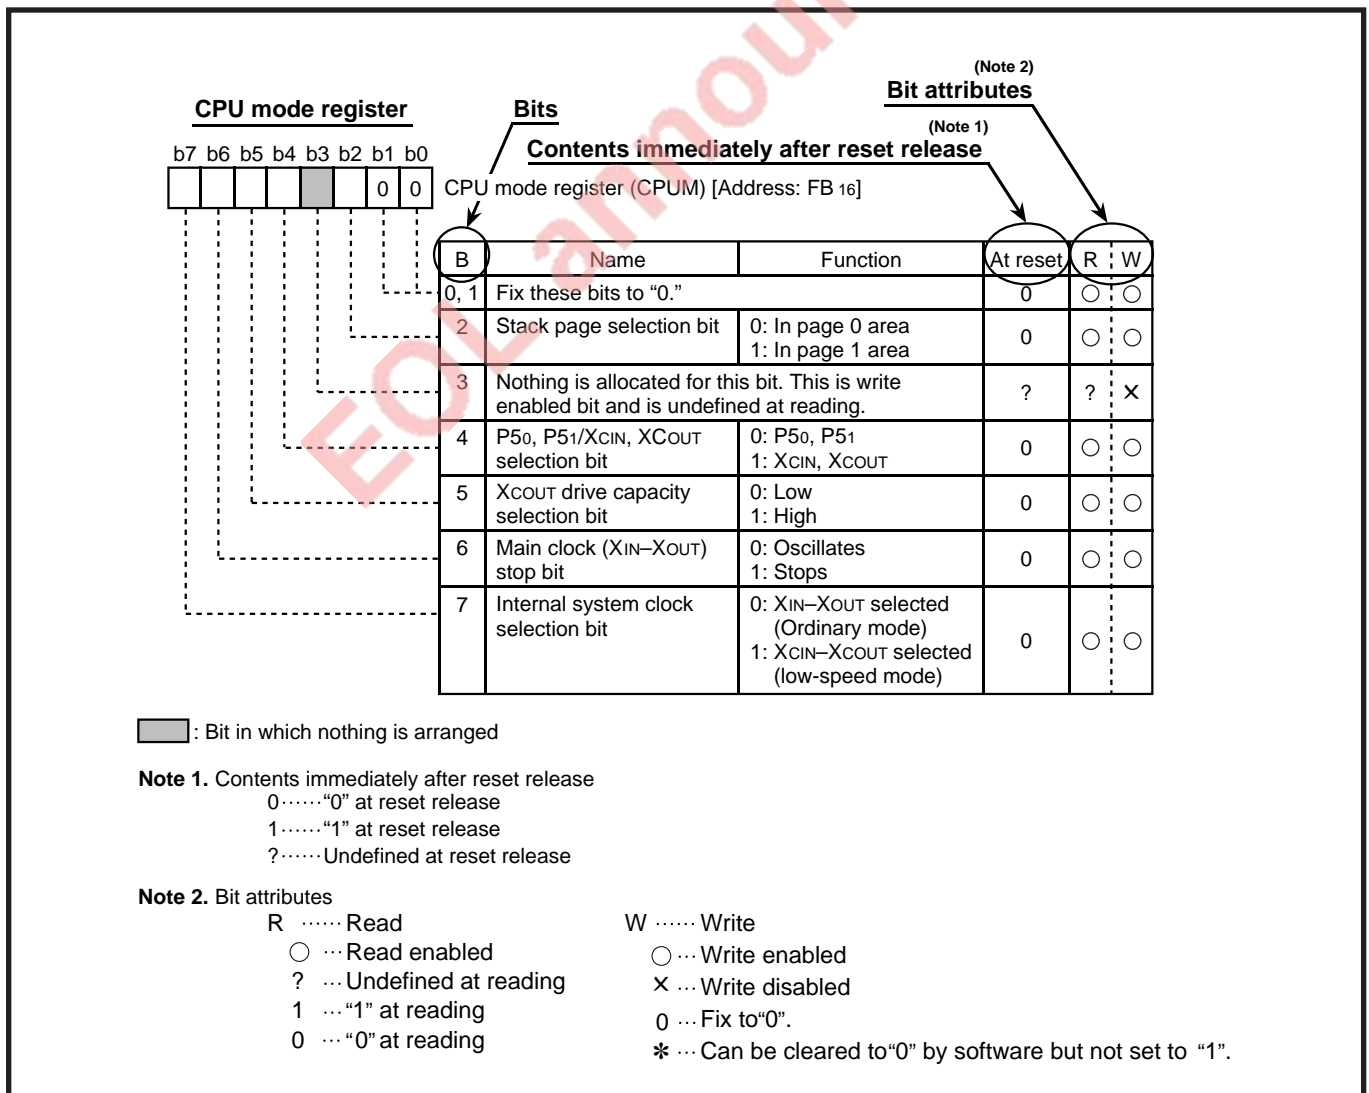 (Note 2)
Bit attributes
CPU mode register
Bits
(Note 1)
Contents immediately after reset release
b7 b6 b5 b4 b3 b2 b1 b0
0 0
CPU mode register (CPUM) [Address: FB 16]
B Name Function At reset R W
0, 1 Fix these bits to “0.” 0 ○ ○
2 Stack page selection bit 0: In page 0 area 0 ○ ○
1: In page 1 area
3 Nothing is allocated for this bit. This is write ? ? ×
enabled bit and is undefined at reading.
4 P50, P51/XCIN, XCOUT 0: P50, P51 0 ○ ○
selection bit 1: XCIN, XCOUT
5 XCOUT drive capacity 0: Low 0 ○ ○
selection bit 1: High
6 Main clock (XIN–XOUT) 0: Oscillates 0 ○ ○
stop bit 1: Stops
7 Internal system clock 0: XIN–XOUT selected 0 ○ ○
selection bit (Ordinary mode)
1: XCIN–XCOUT selected
(low-speed mode)
: Bit in which nothing is arranged
Note 1. Contents immediately after reset release
0······“0” at reset release
1······“1” at reset release
?······Undefined at reset release
Note 2. Bit attributes
R ······ Read W ······ Write
○ ··· Read enabled ○ ··· Write enabled
? ··· Undefined at reading × ··· Write disabled
1 ··· “1” at reading 0 ··· Fix to“0”.
0 ··· “0” at reading ✻ ··· Can be cleared to“0” by software but not set to “1”.
EOL announ